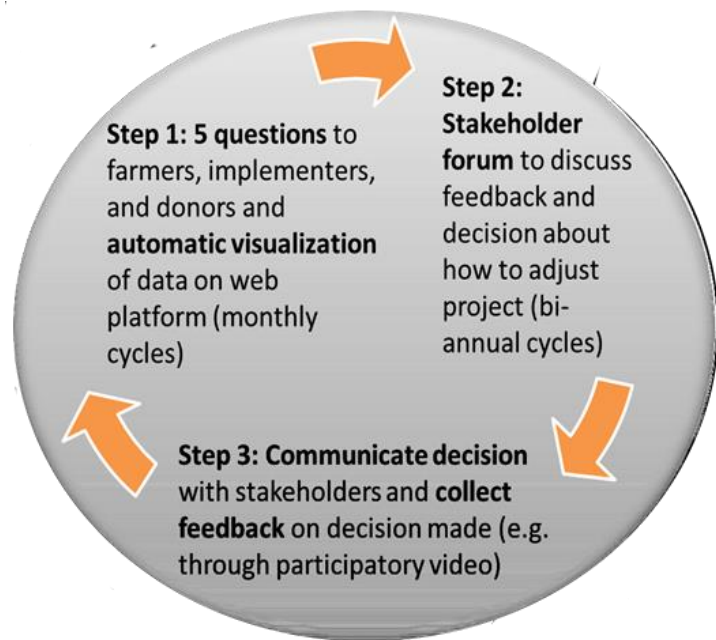 Step 1: 5 questions to
farmers, implementers,
and donors and
automatic visualization
of data on web
platform (monthly
cycles)
Step 2:
Stakeholder
forum to discuss
feedback and
decision about
how to adjust
project (bi-
annual cycles)
Step 3: Communicate decision
with stakeholders and collect
feedback on decision made (e.g.
through participatory video)